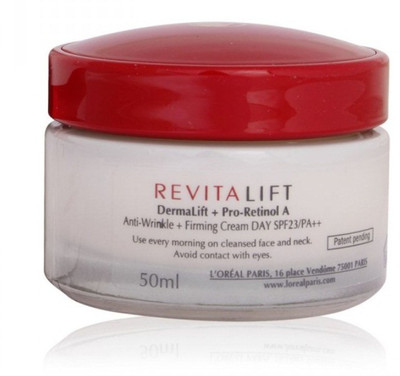 REVITALIFT
DermaLift + Pro-Retinol A
Anti-Wrinkle + Firming Cream DAY SPF23/PA++
Use every morning on cleansed face and neck.
Avoid contact with eyes.
Patent pending
50ml
L'ORÉAL PARIS, 16 place Vendôme 75001 PARIS
www.lorealparis.com